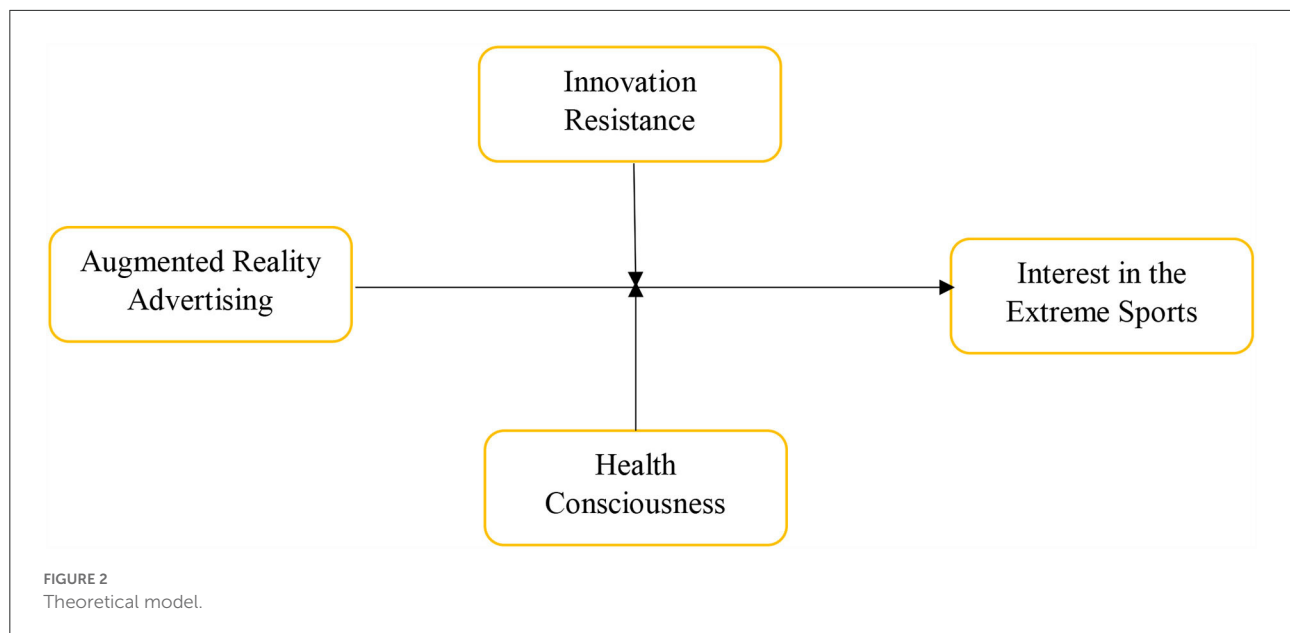 Innovation
Resistance
Augmented Reality
Advertising
Interest in the
Extreme Sports
Health
Consciousness
FIGURE 2
Theoretical model.